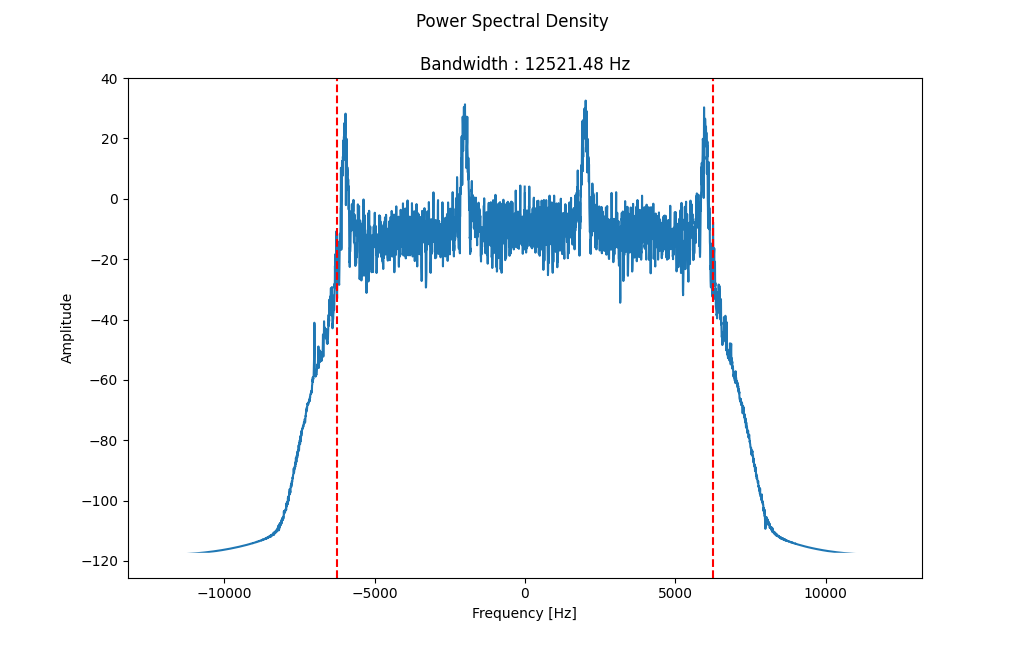 Power Spectral Density
Bandwidth : 12521.48 Hz
40
20
0
−20
−40
−60
−80
−100
−120
Amplitude
−10000 −5000 0 5000 10000
Frequency [Hz]